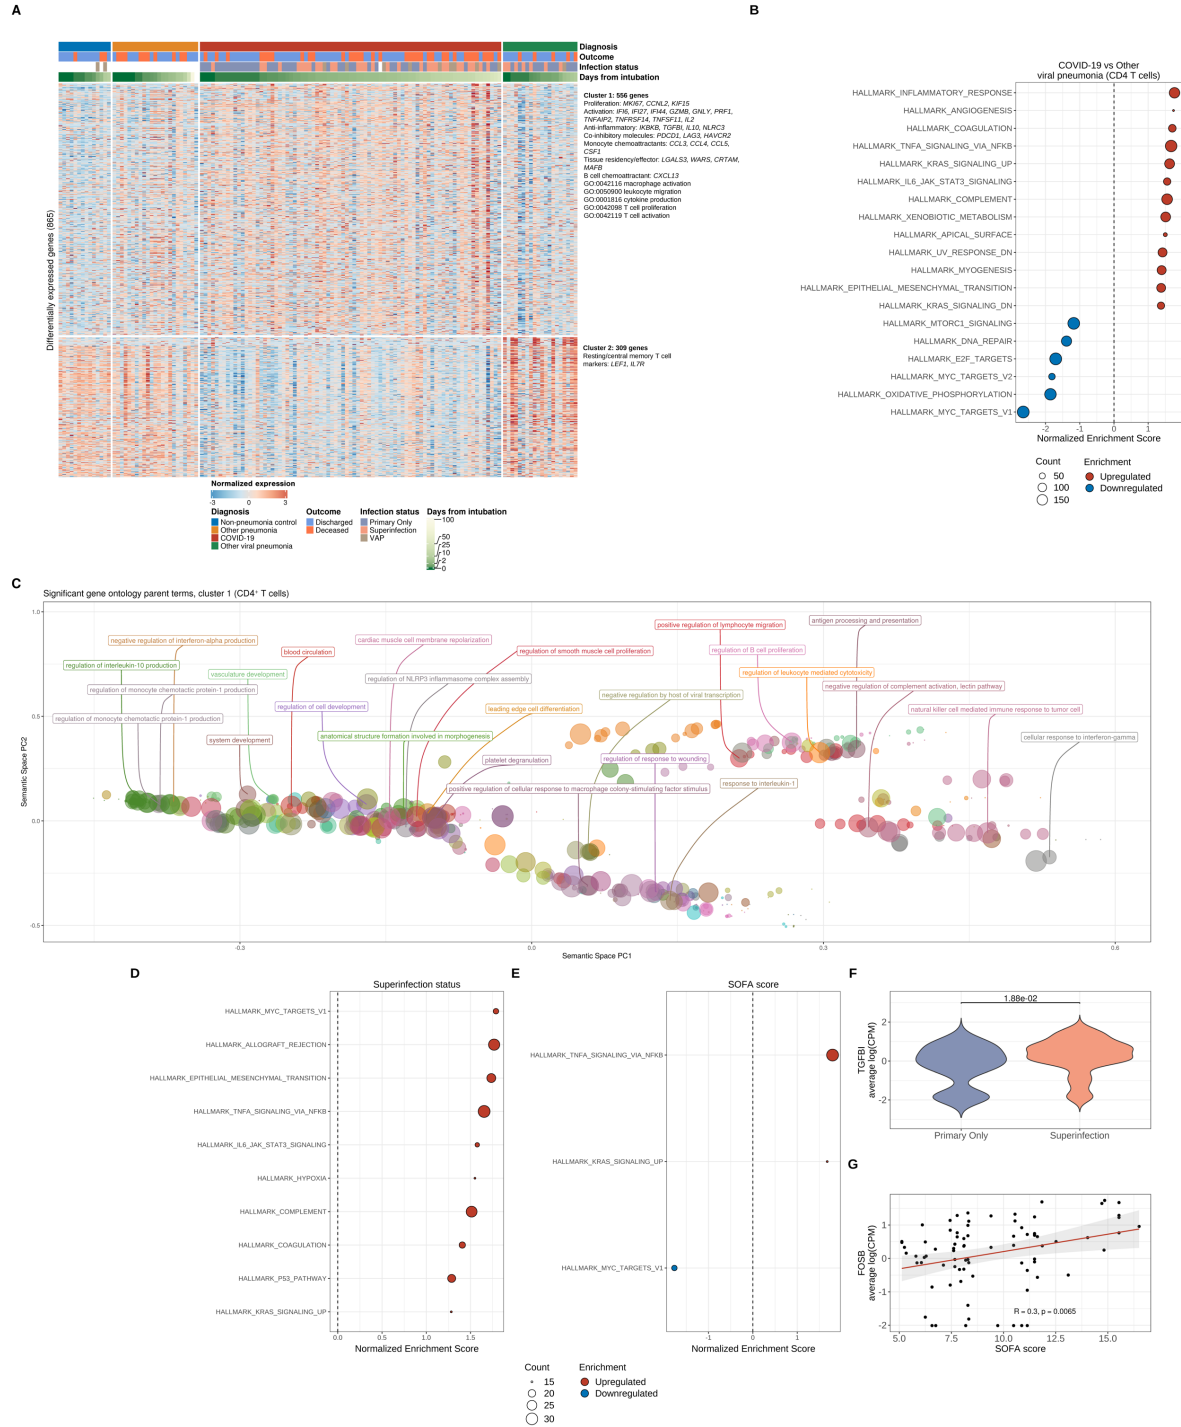 A
Diagnosis
Outcome
Infection status
Days from intubation
Differentially expressed genes (865)
Cluster 1: 556 genes
Proliferation: MKI67, CCNL2, KIF15
Activation: IFI6, IFI27, IFI44, GZMB, GNLY, PRF1,
TNFAIP2, TNFRSF14, TNFSF11, IL2
Anti-inflammatory: IKBKB, TGFBI, IL10, NLRC3
Co-inhibitory molecules: PDCD1, LAG3, HAVCR2
Monocyte chemoattractants: CCL3, CCL4, CCL5,
CSF1
Tissue residency/effector: LGALS3, WARS, CRTAM,
MAFB
B cell chemoattractant: CXCL13
GO:0042116 macrophage activation
GO:0050900 leukocyte migration
GO:0001816 cytokine production
GO:0042098 T cell proliferation
GO:0042119 T cell activation
Cluster 2: 309 genes
Resting/central memory T cell
markers: LEF1, IL7R
Normalized expression
-3 0 3
Diagnosis
Non-pneumonia control
Other pneumonia
COVID-19
Other viral pneumonia
Outcome
Discharged
Deceased
Infection status
Primary Only
Superinfection
VAP
Days from intubation
100
50
25
10
2
0
B
COVID-19 vs Other
viral pneumonia (CD4 T cells)
HALLMARK_INFLAMMATORY_RESPONSE
HALLMARK_ANGIOGENESIS
HALLMARK_COAGULATION
HALLMARK_TNFA_SIGNALING_VIA_NFKB
HALLMARK_KRAS_SIGNALING_UP
HALLMARK_IL6_JAK_STAT3_SIGNALING
HALLMARK_COMPLEMENT
HALLMARK_XENOBIOTIC_METABOLISM
HALLMARK_APICAL_SURFACE
HALLMARK_UV_RESPONSE_DN
HALLMARK_MYOGENESIS
HALLMARK_EPITHELIAL_MESENCHYMAL_TRANSITION
HALLMARK_KRAS_SIGNALING_DN
HALLMARK_MTORC1_SIGNALING
HALLMARK_DNA_REPAIR
HALLMARK_E2F_TARGETS
HALLMARK_MYC_TARGETS_V2
HALLMARK_OXIDATIVE_PHOSPHORYLATION
HALLMARK_MYC_TARGETS_V1
-2 -1 0 1
Normalized Enrichment Score
Count
50
100
150
Enrichment
Upregulated
Downregulated
C
Significant gene ontology parent terms, cluster 1 (CD4⁺ T cells)
Semantic Space PC2
1.0
0.5
0.0
-0.5
negative regulation of interferon-alpha production
regulation of interleukin-10 production
regulation of monocyte chemotactic protein-1 production
regulation of monocyte chemotactic protein-1 production
vasculature development
system development
blood circulation
regulation of cell development
cardiac muscle cell membrane repolarization
regulation of smooth muscle cell proliferation
regulation of NLRP3 inflammasome complex assembly
leading edge cell differentiation
anatomical structure formation involved in morphogenesis
platelet degranulation
positive regulation of cellular response to macrophage colony-stimulating factor stimulus
negative regulation by host of viral transcription
regulation of response to wounding
response to interleukin-1
positive regulation of lymphocyte migration
regulation of B cell proliferation
regulation of leukocyte mediated cytotoxicity
antigen processing and presentation
negative regulation of complement activation, lectin pathway
natural killer cell mediated immune response to tumor cell
cellular response to interferon-gamma
-0.3 0.0 0.3 0.6
Semantic Space PC1
D
Superinfection status
HALLMARK_MYC_TARGETS_V1
HALLMARK_ALLOGRAFT_REJECTION
HALLMARK_EPITHELIAL_MESENCHYMAL_TRANSITION
HALLMARK_TNFA_SIGNALING_VIA_NFKB
HALLMARK_IL6_JAK_STAT3_SIGNALING
HALLMARK_HYPOXIA
HALLMARK_COMPLEMENT
HALLMARK_COAGULATION
HALLMARK_P53_PATHWAY
HALLMARK_KRAS_SIGNALING_UP
0.0 0.5 1.0 1.5
Normalized Enrichment Score
E
SOFA score
HALLMARK_TNFA_SIGNALING_VIA_NFKB
HALLMARK_KRAS_SIGNALING_UP
HALLMARK_MYC_TARGETS_V1
-1 0 1
Normalized Enrichment Score
Count
15
20
25
30
Enrichment
Upregulated
Downregulated
F
TGFBI
average log(CPM)
2
0
-2
1.88e-02
Primary Only
Superinfection
G
FOSB
average log(CPM)
1
0
-1
-2
R = 0.3, p = 0.0065
5.0 7.5 10.0 12.5 15.0
SOFA score